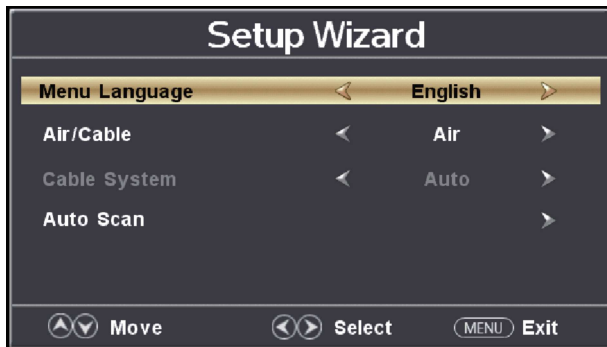 Setup Wizard
Menu Language English
Air/Cable Air
Cable System Auto
Auto Scan
Move Select MENU Exit